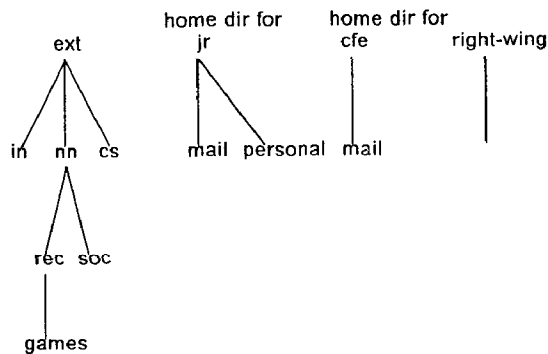 home dir for home dir for
ext jr cfe right-wing
in nn cs mail personal mail
rec soc
games